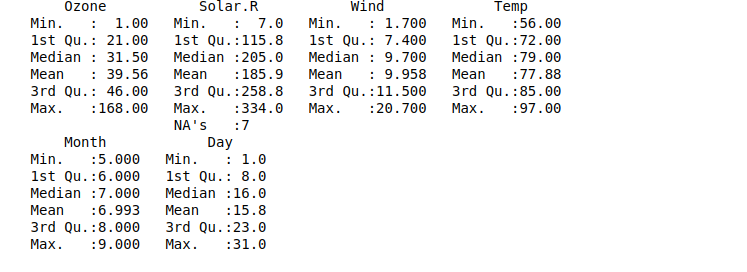 Ozone           Solar.R           Wind             Temp
 Min.   :  1.00   Min.   :  7.0   Min.   : 1.700   Min.   :56.00
 1st Qu.: 21.00   1st Qu.:115.8   1st Qu.: 7.400   1st Qu.:72.00
 Median : 31.50   Median :205.0   Median : 9.700   Median :79.00
 Mean   : 39.56   Mean   :185.9   Mean   : 9.958   Mean   :77.88
 3rd Qu.: 46.00   3rd Qu.:258.8   3rd Qu.:11.500   3rd Qu.:85.00
 Max.   :168.00   Max.   :334.0   Max.   :20.700   Max.   :97.00
                  NA's   :7
     Month            Day
 Min.   :5.000   Min.   : 1.0
 1st Qu.:6.000   1st Qu.: 8.0
 Median :7.000   Median :16.0
 Mean   :6.993   Mean   :15.8
 3rd Qu.:8.000   3rd Qu.:23.0
 Max.   :9.000   Max.   :31.0